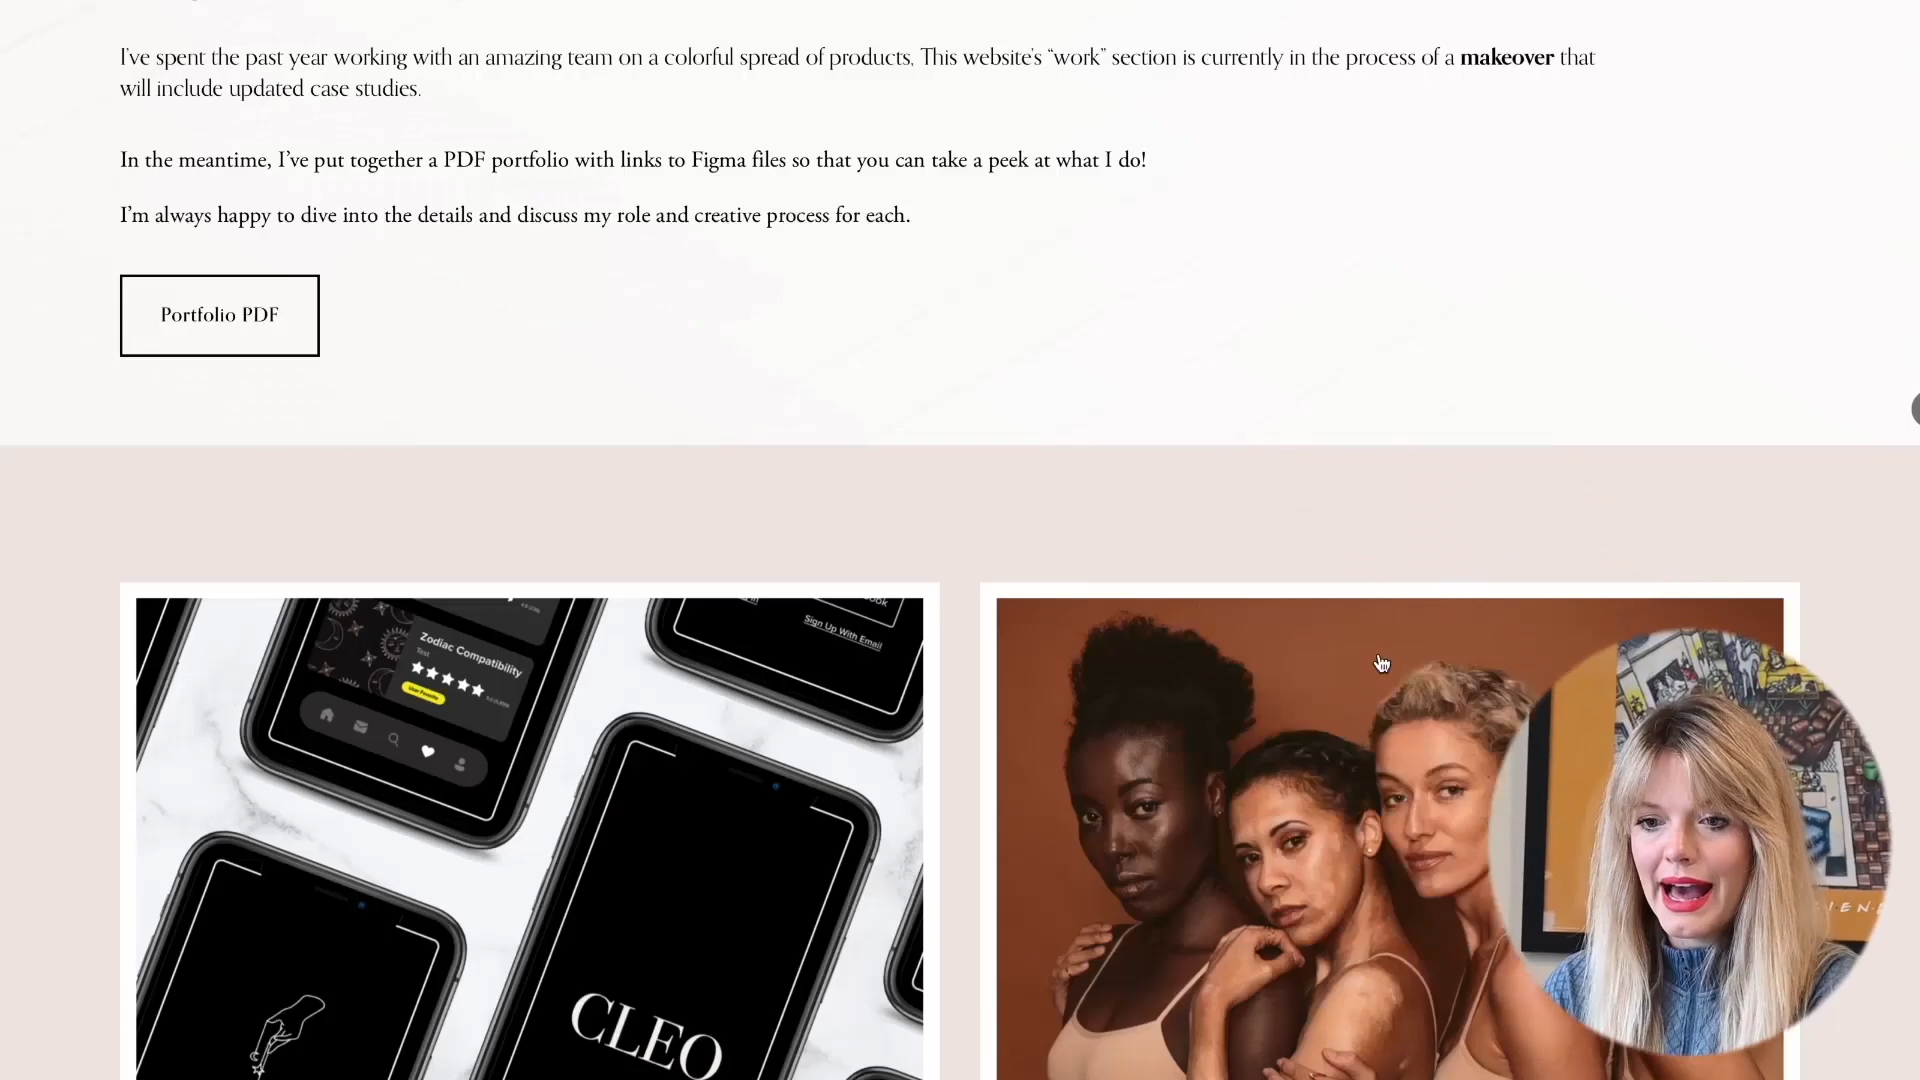 I've spent the past year working with an amazing team on a colorful spread of products. This website's “work” section is currently in the process of a makeover that
will include updated case studies.
In the meantime, I've put together a PDF portfolio with links to Figma files so that you can take a peek at what I do!
I'm always happy to dive into the details and discuss my role and creative process for each.
Portfolio PDF
Sign Up With Email
Zodiac Compatibility
Test
User Favorite
CLEO